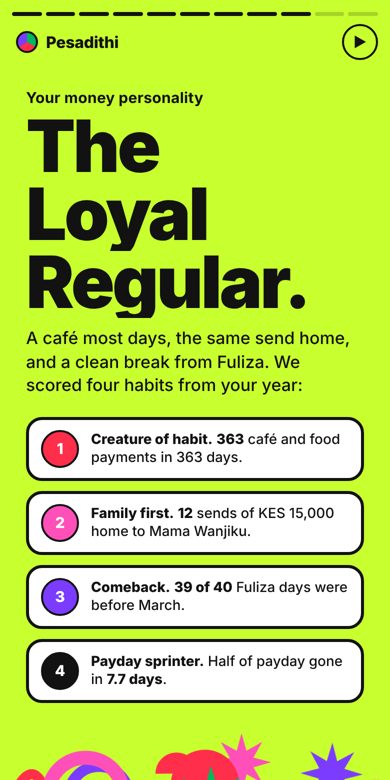 Pesadithi
Your money personality
The
Loyal
Regular.
A café most days, the same send home,
and a clean break from Fuliza. We
scored four habits from your year:
1
Creature of habit. 363 café and food
payments in 363 days.
2
Family first. 12 sends of KES 15,000
home to Mama Wanjiku.
3
Comeback. 39 of 40 Fuliza days were
before March.
4
Payday sprinter. Half of payday gone
in 7.7 days.